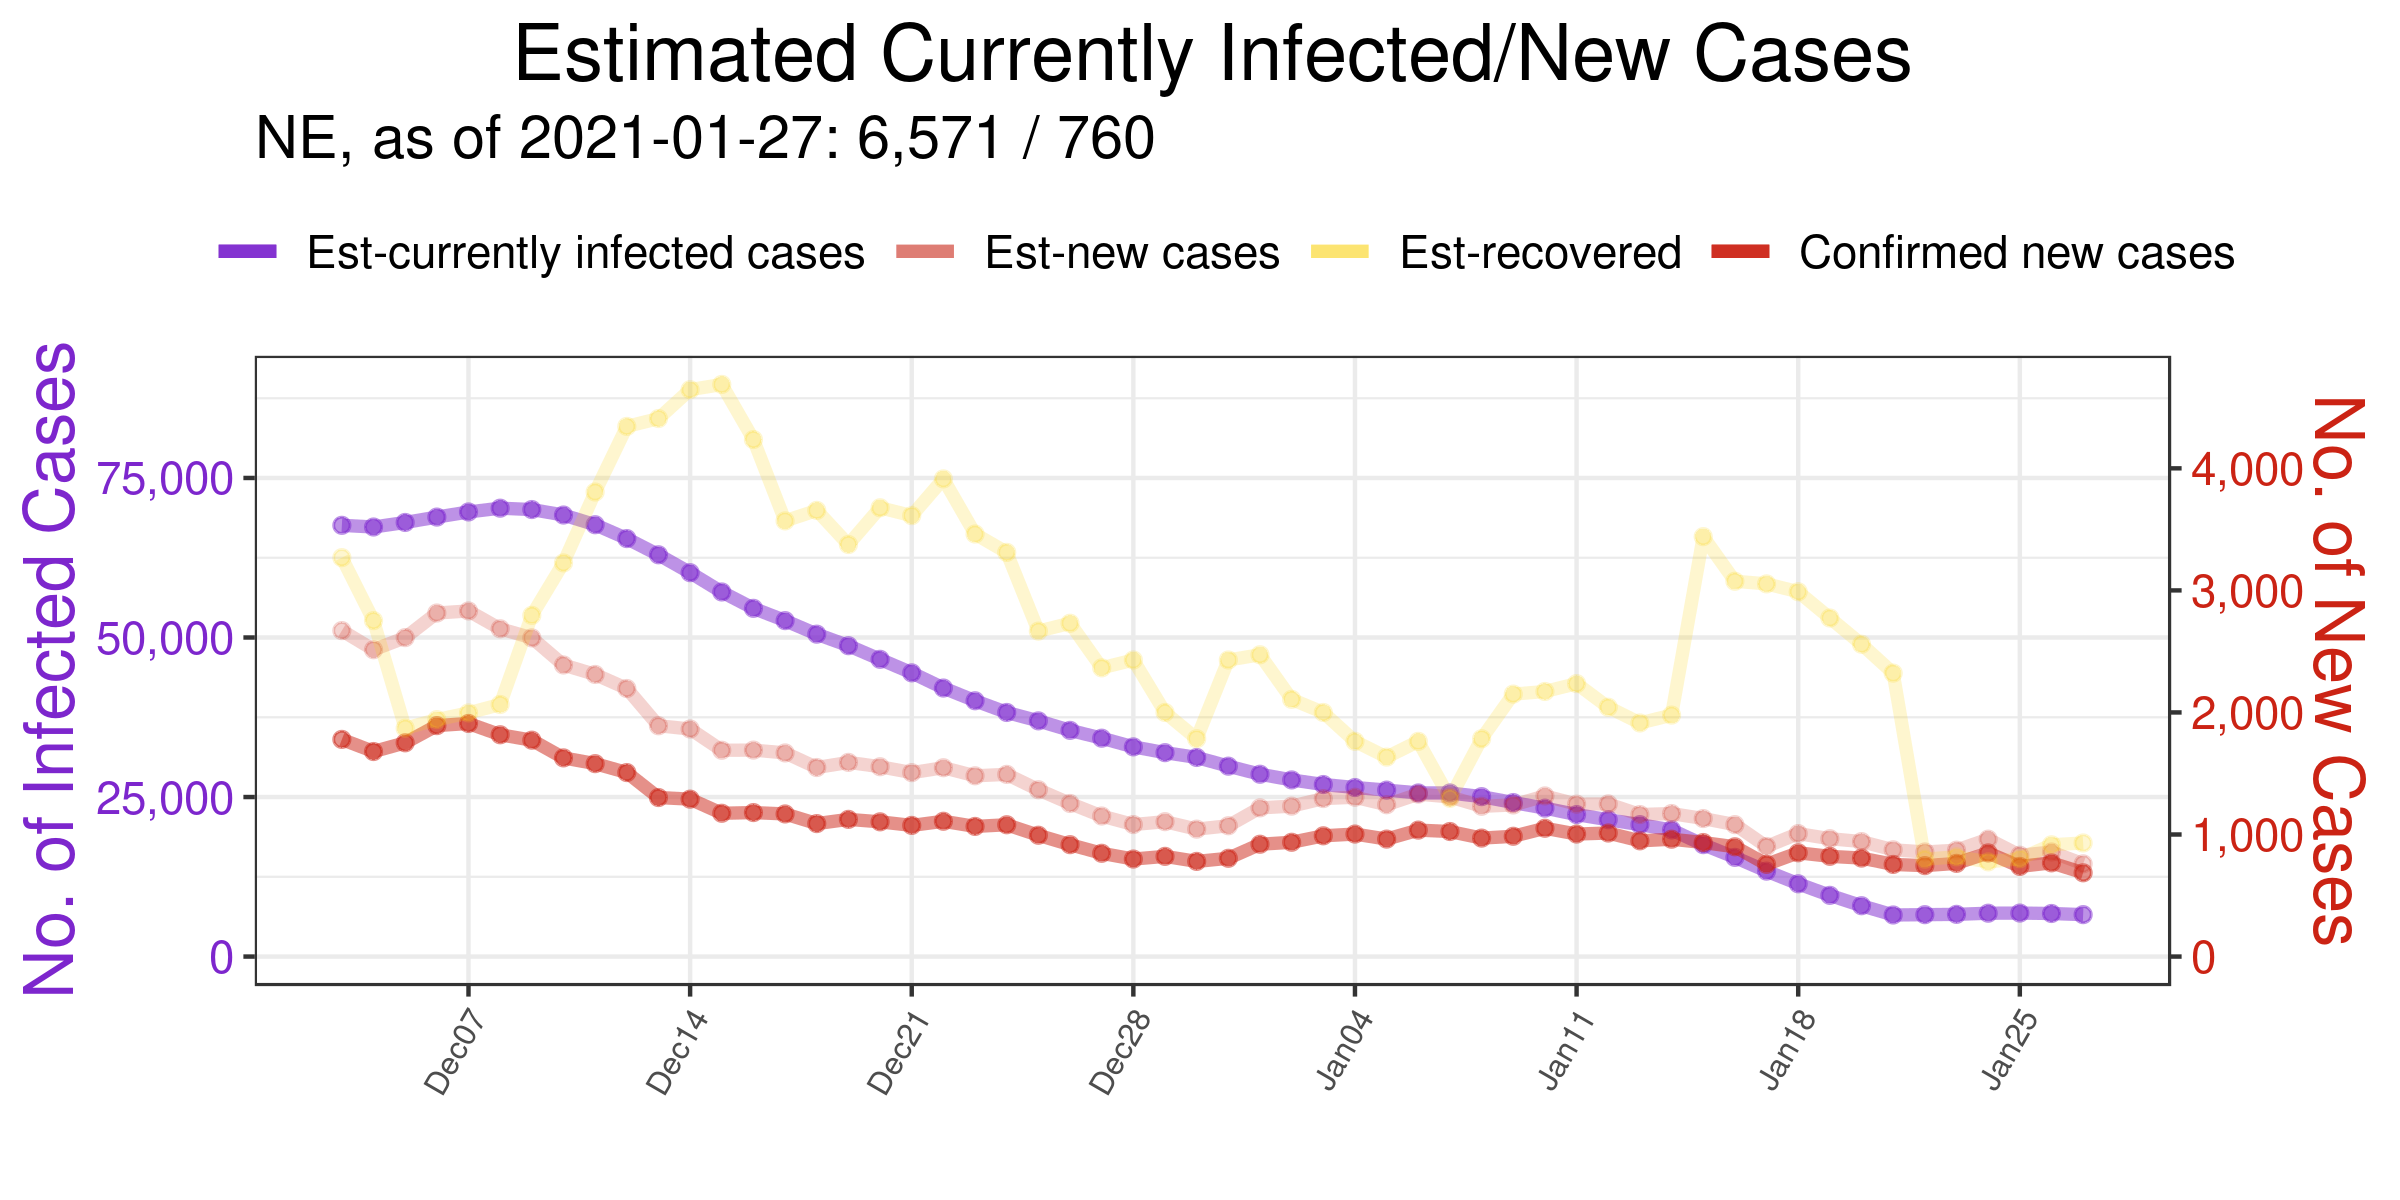 Estimated Currently Infected/New Cases
NE, as of 2021-01-27: 6,571 / 760
Est-currently infected cases Est-new cases Est-recovered Confirmed new cases
No. of Infected Cases
75,000
50,000
25,000
0
4,000
3,000
2,000
1,000
0
No. of New Cases
Dec07 Dec14 Dec21 Dec28 Jan04 Jan11 Jan18 Jan25